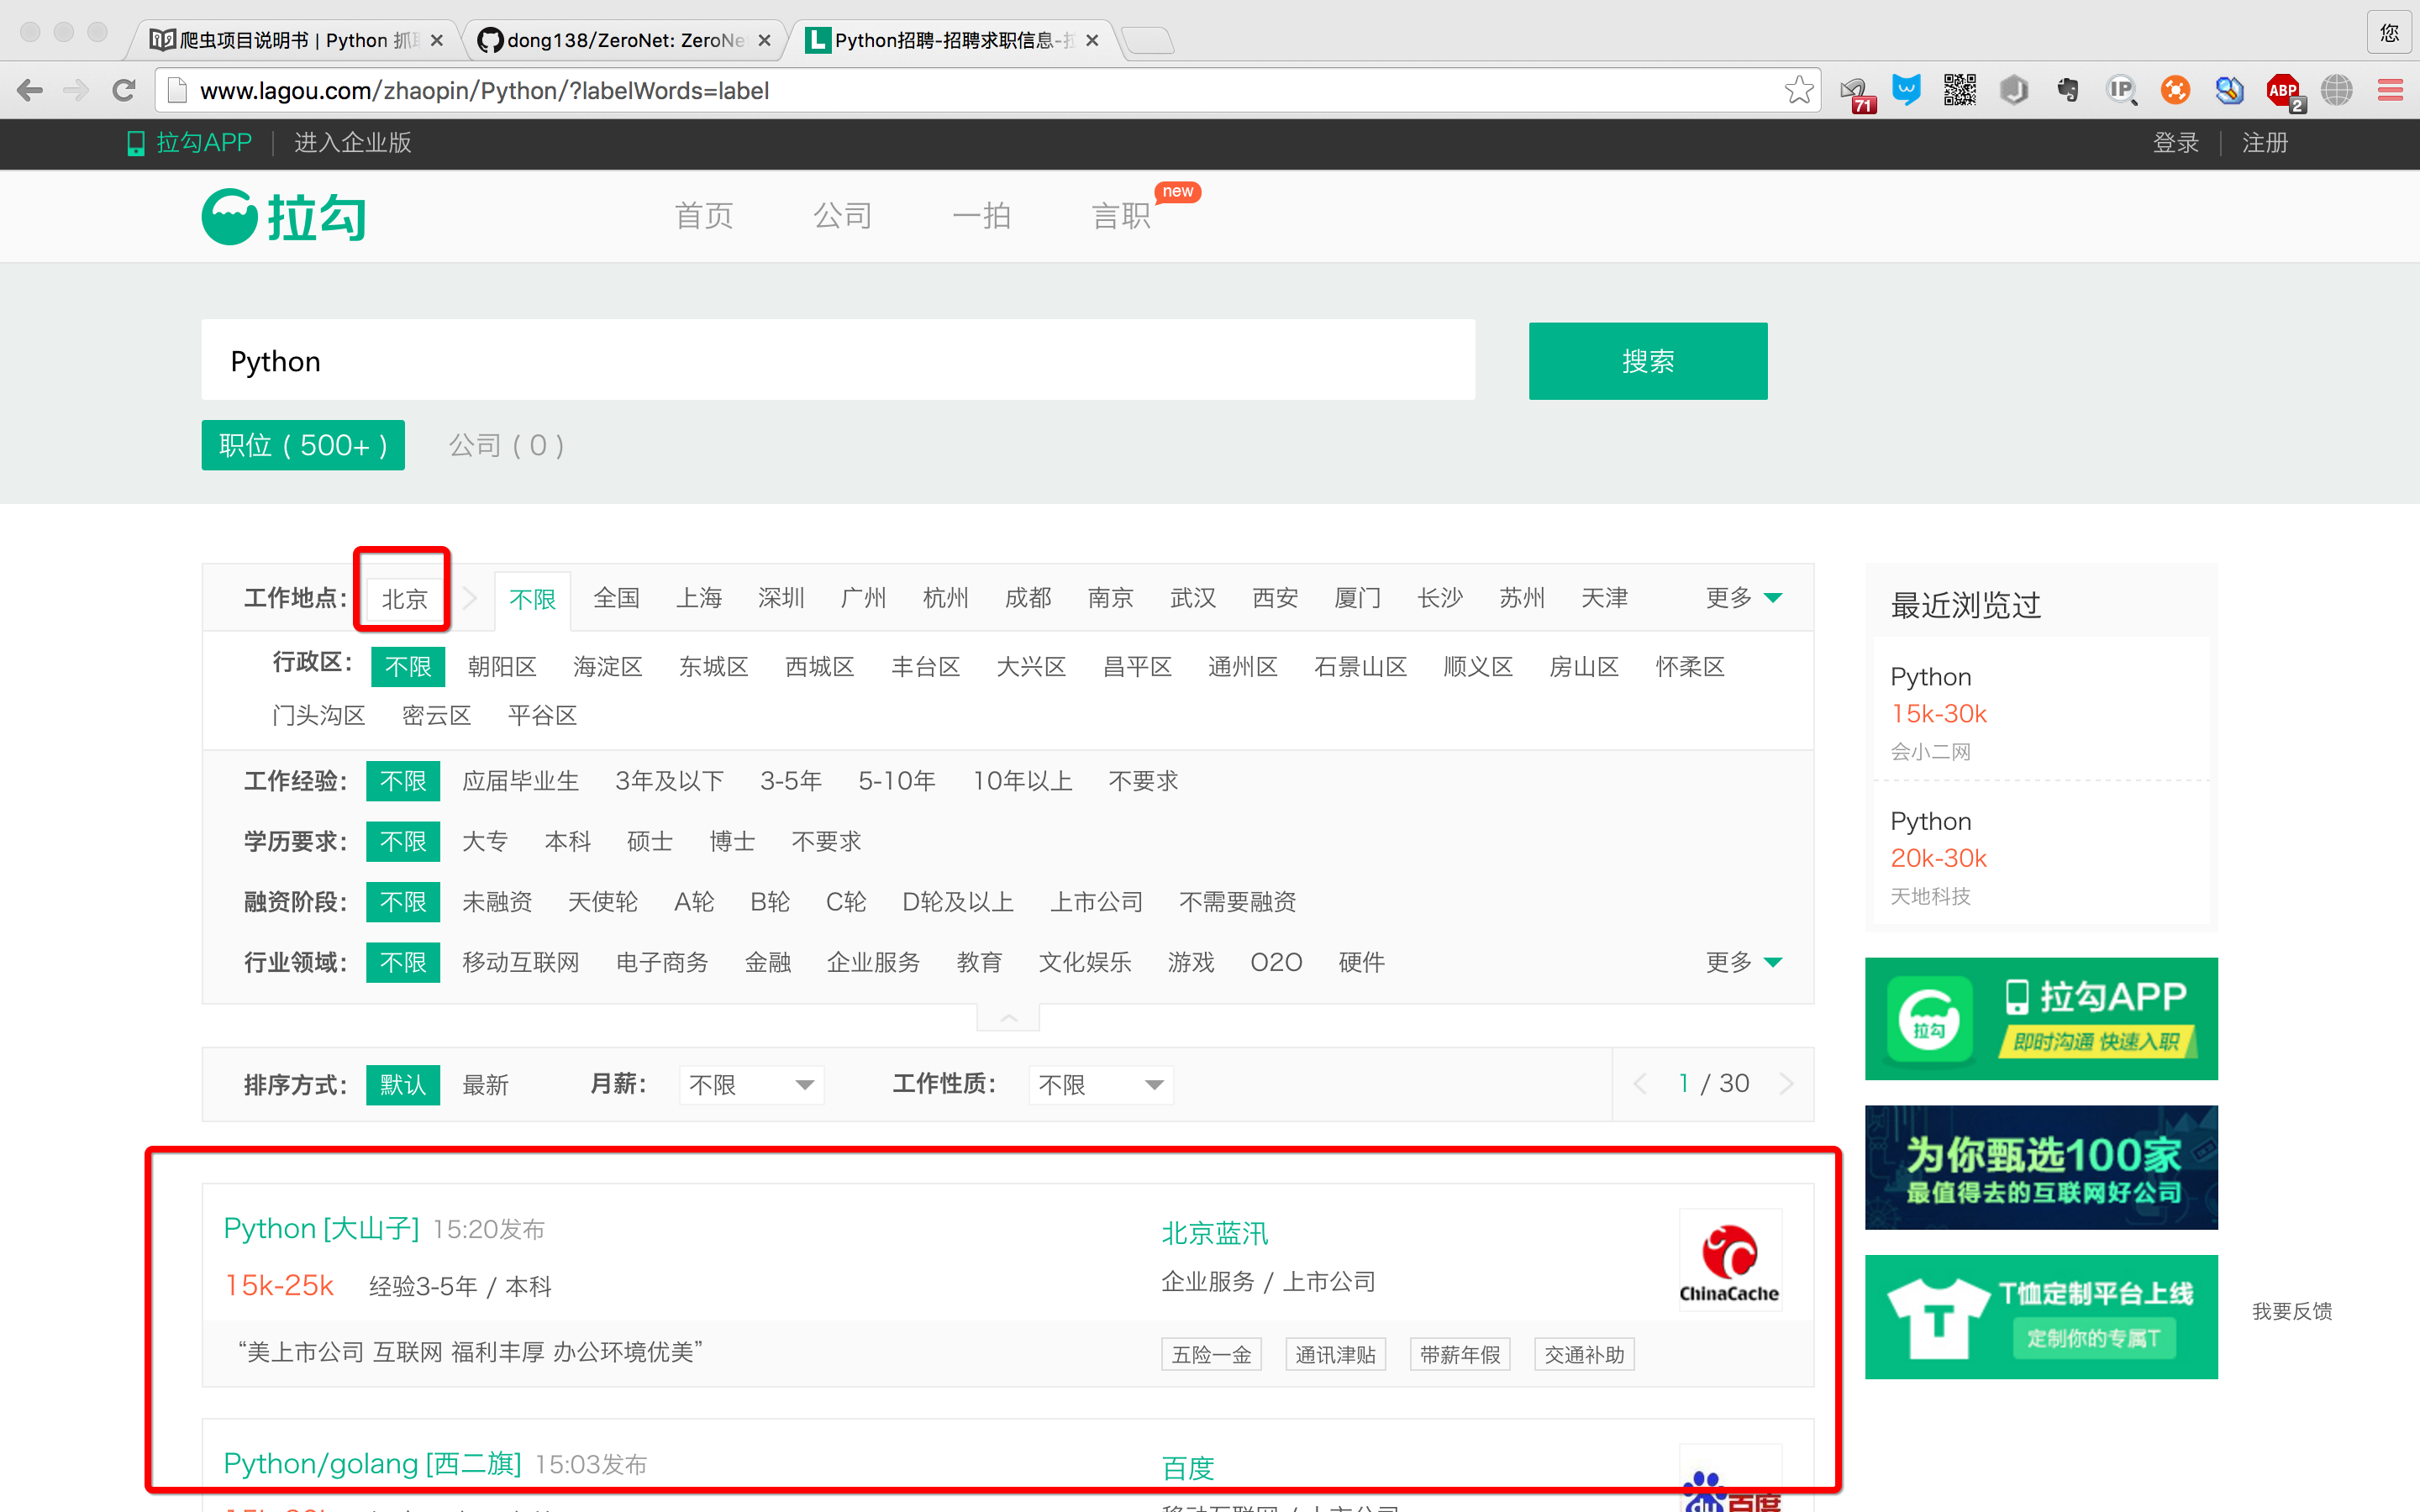 爬虫项目说明书 | Python 抓
dong138/ZeroNet: ZeroNe
Python招聘-招聘求职信息-拉
您
www.lagou.com/zhaopin/Python/?labelWords=label
71
IP
ABP
2
拉勾APP | 进入企业版
登录 | 注册
拉勾
首页 公司 一拍 言职 new
Python
搜索
职位 ( 500+ ) 公司 ( 0 )
工作地点： 北京 不限 全国 上海 深圳 广州 杭州 成都 南京 武汉 西安 厦门 长沙 苏州 天津 更多
行政区： 不限 朝阳区 海淀区 东城区 西城区 丰台区 大兴区 昌平区 通州区 石景山区 顺义区 房山区 怀柔区
门头沟区 密云区 平谷区
工作经验： 不限 应届毕业生 3年及以下 3-5年 5-10年 10年以上 不要求
学历要求： 不限 大专 本科 硕士 博士 不要求
融资阶段： 不限 未融资 天使轮 A轮 B轮 C轮 D轮及以上 上市公司 不需要融资
行业领域： 不限 移动互联网 电子商务 金融 企业服务 教育 文化娱乐 游戏 O2O 硬件 更多
排序方式： 默认 最新 月薪： 不限 工作性质： 不限 1 / 30
Python [大山子] 15:20发布
15k-25k 经验3-5年 / 本科
“美上市公司 互联网 福利丰厚 办公环境优美”
北京蓝汛
企业服务 / 上市公司
五险一金 通讯津贴 带薪年假 交通补助
ChinaCache
Python/golang [西二旗] 15:03发布
百度
移动互联网 / 上市公司
du 百度
最近浏览过
Python
15k-30k
会小二网
Python
20k-30k
天地科技
拉勾
拉勾APP
即时沟通 快速入职
为你甄选100家
最值得去的互联网好公司
T
T恤定制平台上线
定制你的专属T
我要反馈